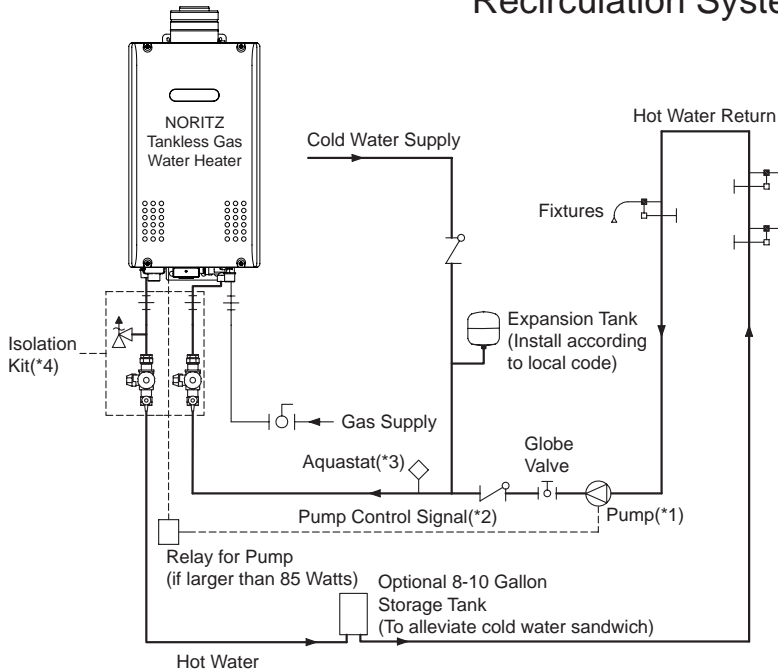 Recirculation Syste
NORITZ
Tankless Gas
Water Heater
Cold Water Supply
Hot Water Return
Fixtures
Expansion Tank
(Install according
to local code)
Isolation
Kit(*4)
Gas Supply
Globe
Valve
Aquastat(*3)
Pump Control Signal(*2)
Pump(*1)
Relay for Pump
(if larger than 85 Watts)
Optional 8-10 Gallon
Storage Tank
(To alleviate cold water sandwich)
Hot Water